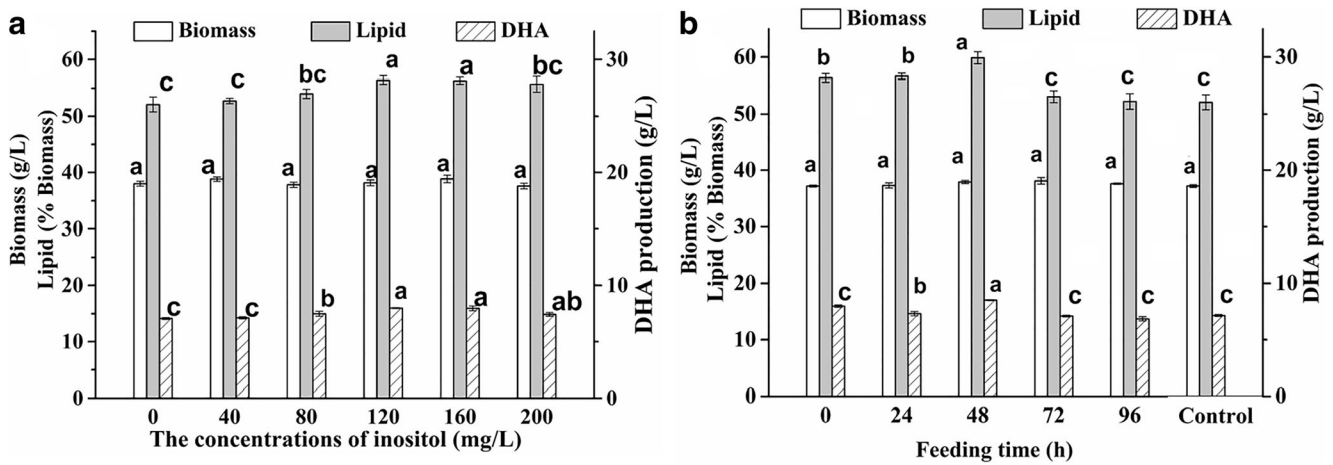 a
Biomass Lipid DHA
Biomass (g/L)
Lipid (% Biomass)
60
50
40
30
20
10
0
c c bc a a bc
a a a a a a
c c b a a ab
0 40 80 120 160 200
The concentrations of inositol (mg/L)
30
20
10
0
DHA production (g/L)
b
Biomass Lipid DHA
Biomass (g/L)
Lipid (% Biomass)
60
50
40
30
20
10
0
b b a c c c
a a a a a a
c b a c c c
0 24 48 72 96 Control
Feeding time (h)
30
20
10
0
DHA production (g/L)